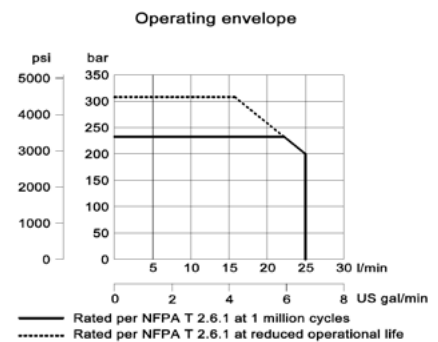 Operating envelope
psi bar
5000 350
4000 300
250
3000 200
2000 150
100
1000 50
0 0
5 10 15 20 25 30 l/min
0 2 4 6 8 US gal/min
Rated per NFPA T 2.6.1 at 1 million cycles
Rated per NFPA T 2.6.1 at reduced operational life